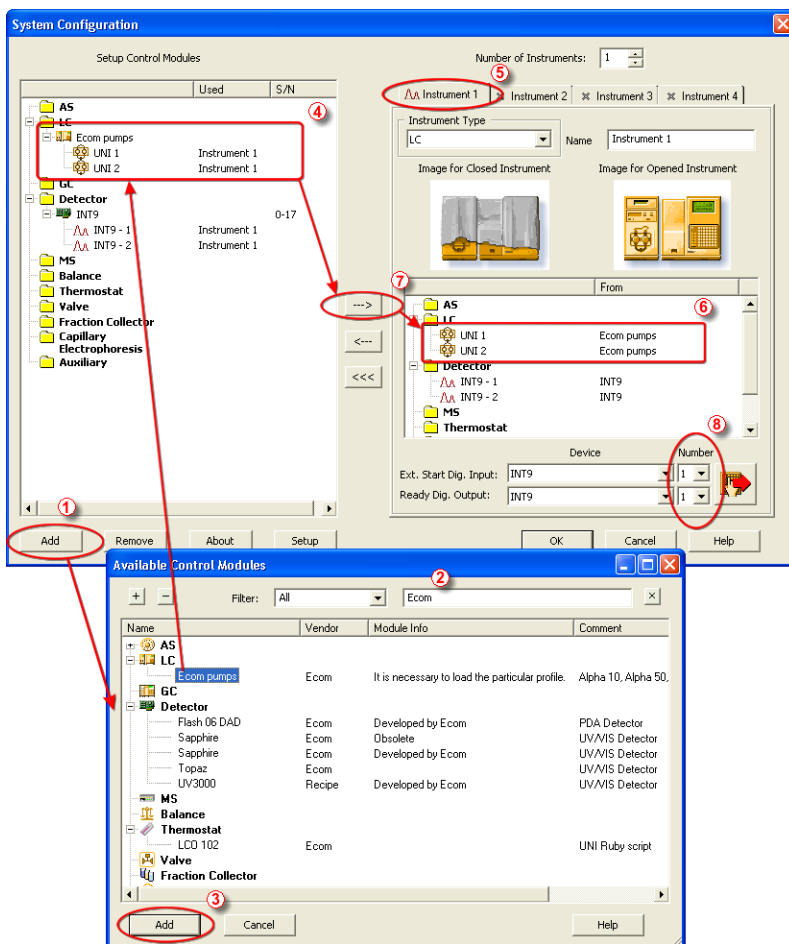 System Configuration
Setup Control Modules
Number of Instruments: 1
5
Used S/N
4
AS
LC
Ecom pumps
UNI 1 Instrument 1
UNI 2 Instrument 1
GC
Detector
INT9 0-17
INT9 - 1 Instrument 1
INT9 - 2 Instrument 1
MS
Balance
Thermostat
Valve
Fraction Collector
Capillary
Electrophoresis
Auxiliary
--->
<---
<<<
Instrument 1 Instrument 2 Instrument 3 Instrument 4
Instrument Type
LC
Name Instrument 1
Image for Closed Instrument Image for Opened Instrument
7
From
6
AS
LC
UNI 1 Ecom pumps
UNI 2 Ecom pumps
Detector
INT9 - 1 INT9
INT9 - 2 INT9
MS
Thermostat
8
Device Number
Ext. Start Dig. Input: INT9 1
Ready Dig. Output: INT9 1
1
Add Remove About Setup OK Cancel Help
Available Control Modules
2
+ − Filter: All Ecom ×
Name Vendor Module Info Comment
AS
LC
Ecom pumps Ecom It is necessary to load the particular profile. Alpha 10, Alpha 50,
GC
Detector
Flash 06 DAD Ecom Developed by Ecom PDA Detector
Sapphire Ecom Obsolete UV/VIS Detector
Sapphire Ecom Developed by Ecom UV/VIS Detector
Topaz Ecom UV/VIS Detector
UV3000 Recipe Developed by Ecom UV/VIS Detector
MS
Balance
Thermostat
LCO 102 Ecom UNI Ruby script
Valve
Fraction Collector
3
Add Cancel Help